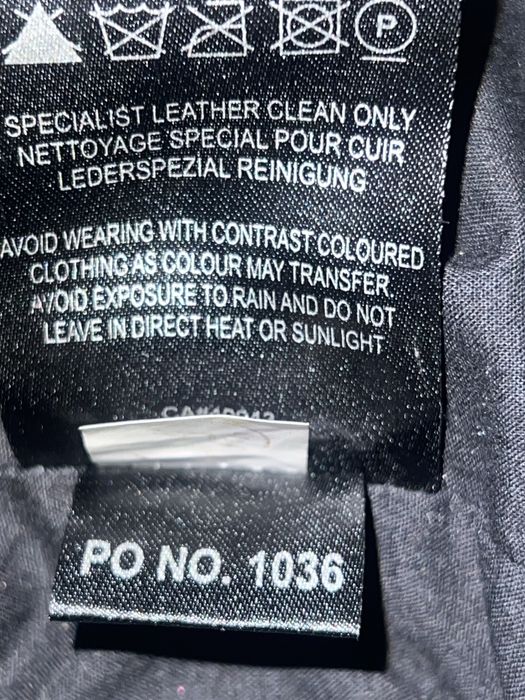 P
SPECIALIST LEATHER CLEAN ONLY
NETTOYAGE SPECIAL POUR CUIR
LEDERSPEZIAL REINIGUNG
AVOID WEARING WITH CONTRAST COLOURED
CLOTHING AS COLOUR MAY TRANSFER
AVOID EXPOSURE TO RAIN AND DO NOT
LEAVE IN DIRECT HEAT OR SUNLIGHT
PO NO. 1036